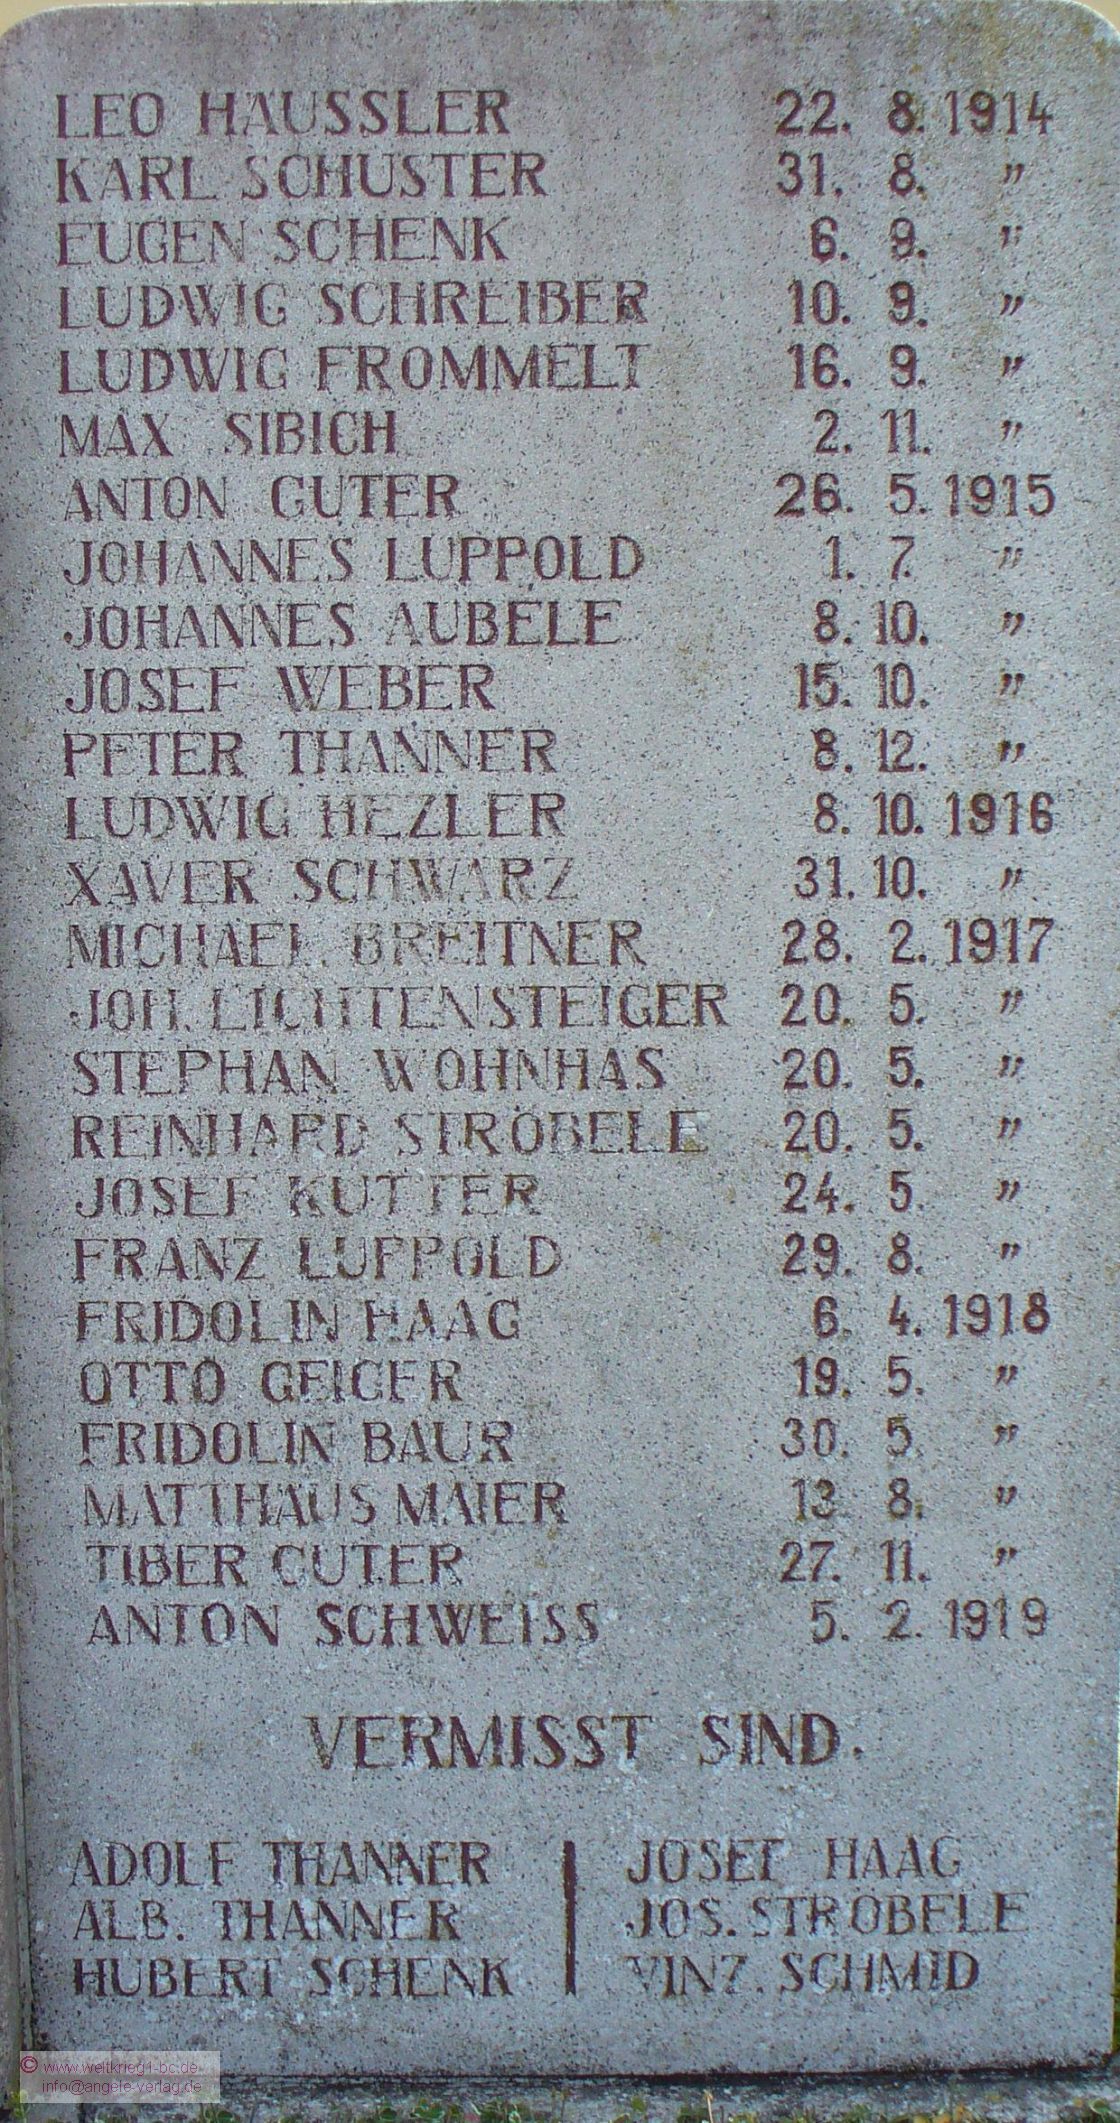 LEO HÄUSSLER 22. 8. 1914
KARL SCHUSTER 31. 8. "
EUGEN SCHENK 6. 9. "
LUDWIG SCHREIBER 10. 9. "
LUDWIG FROMMELT 16. 9. "
MAX SIBICH 2. 11. "
ANTON GUTER 26. 5. 1915
JOHANNES LUPPOLD 1. 7. "
JOHANNES AUBELE 8. 10. "
JOSEF WEBER 15. 10. "
PETER THANNER 8. 12. "
LUDWIG HEZLER 8. 10. 1916
XAVER SCHWARZ 31. 10. "
MICHAEL BREITNER 28. 2. 1917
JOH. LICHTENSTEIGER 20. 5. "
STEPHAN WOHNHAS 20. 5. "
REINHARD STRÖBELE 20. 5. "
JOSEF KUTTER 24. 5. "
FRANZ LUPPOLD 29. 8. "
FRIDOLIN HAAG 6. 4. 1918
OTTO GEIGER 19. 5. "
FRIDOLIN BAUR 30. 5. "
MATTHÄUS MAIER 13. 8. "
TIBER GUTER 27. 11. "
ANTON SCHWEISS 5. 2. 1919
VERMISST SIND.
ADOLF THANNER
ALB. THANNER
HUBERT SCHENK
JOSEF HAAG
JOS. STRÖBELE
VINZ. SCHMID
© www.weltkrieg1-bc.de
info@angele-verlag.de